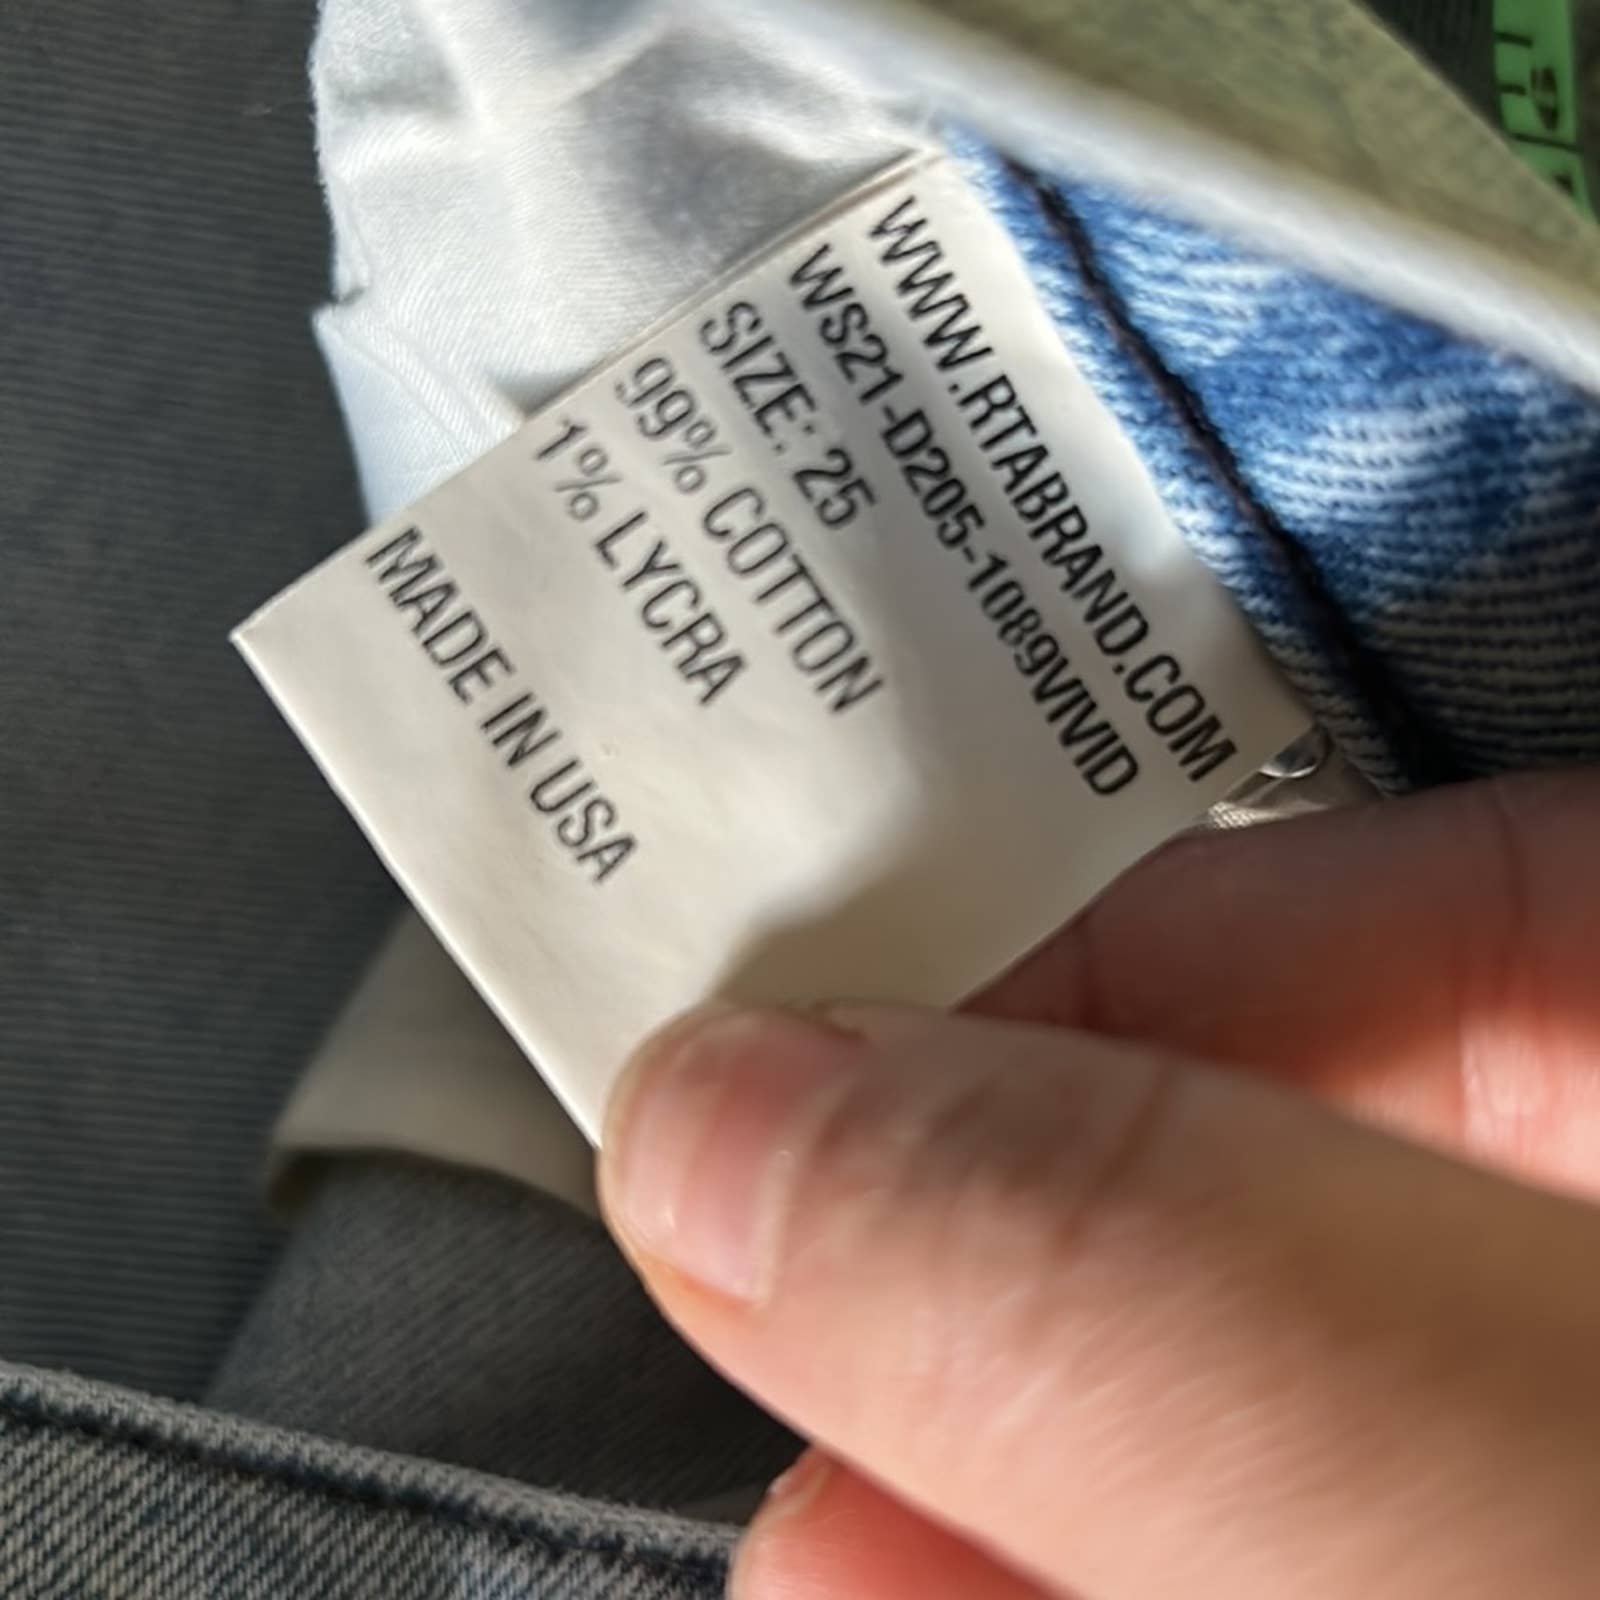 WWW.RTABRAND.COM
WS21-D205-1089VIVID
SIZE: 25
99% COTTON
1% LYCRA
MADE IN USA